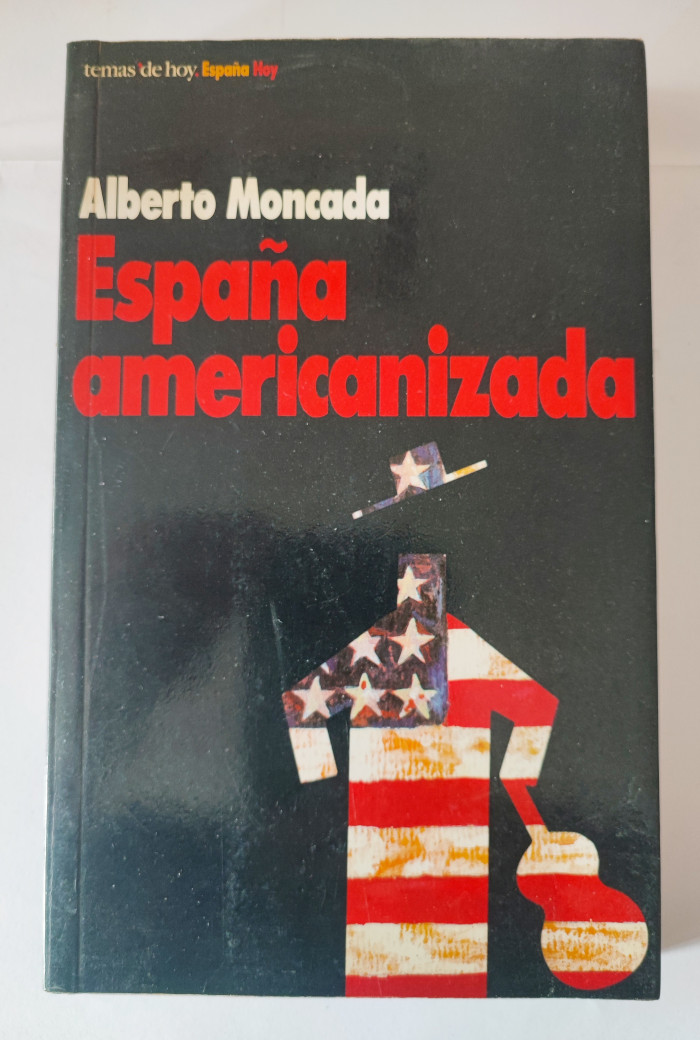 temas de hoy. España Hoy
Alberto Moncada
España
americanizada